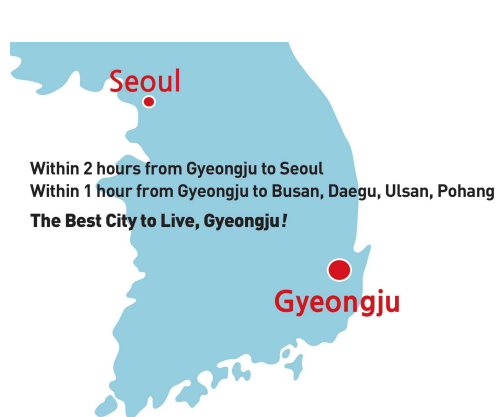 Seoul
Within 2 hours from Gyeongju to Seoul
Within 1 hour from Gyeongju to Busan, Daegu, Ulsan, Pohang
The Best City to Live, Gyeongju!
Gyeongju